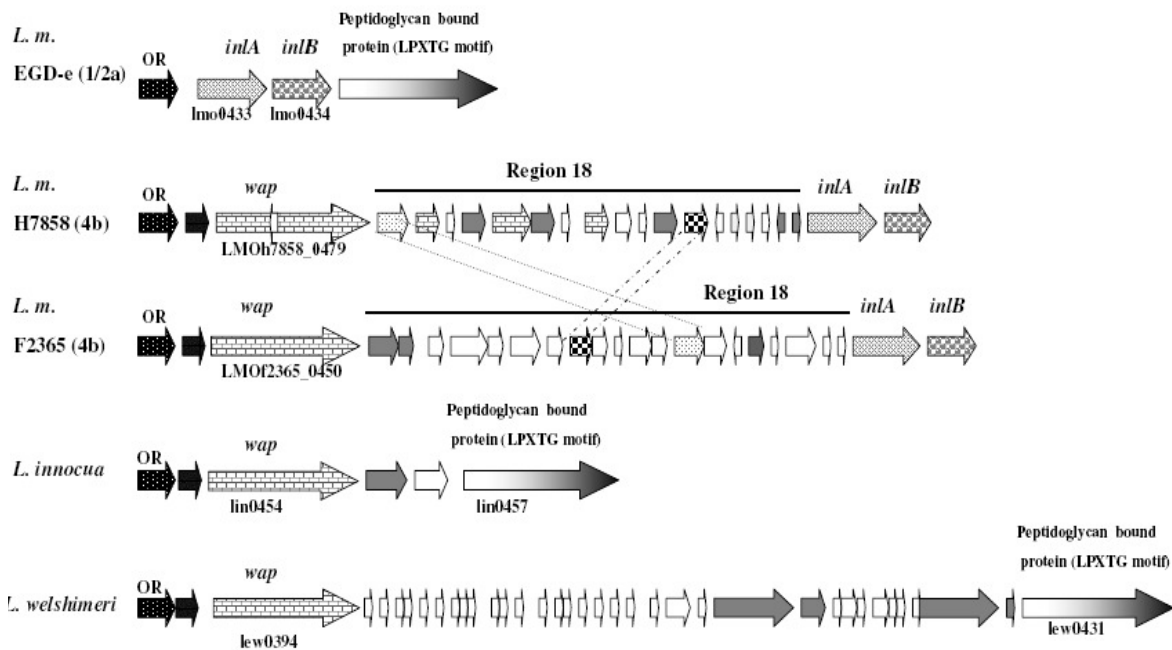 Peptidoglycan bound
L. m.
OR inlA inlB protein (LPXTG motif)
EGD-e (1/2a)
lmo0433 lmo0434
Region 18
L. m.
OR wap inlA inlB
H7858 (4b)
LMOh7858_0479
L. m.
Region 18
OR wap inlA inlB
F2365 (4b)
LMOf2365_0450
Peptidoglycan bound
wap protein (LPXTG motif)
OR
L. innocua
lin0454 lin0457
Peptidoglycan bound
protein (LPXTG motif)
wap
OR
L. welshimeri
lew0394 lew0431